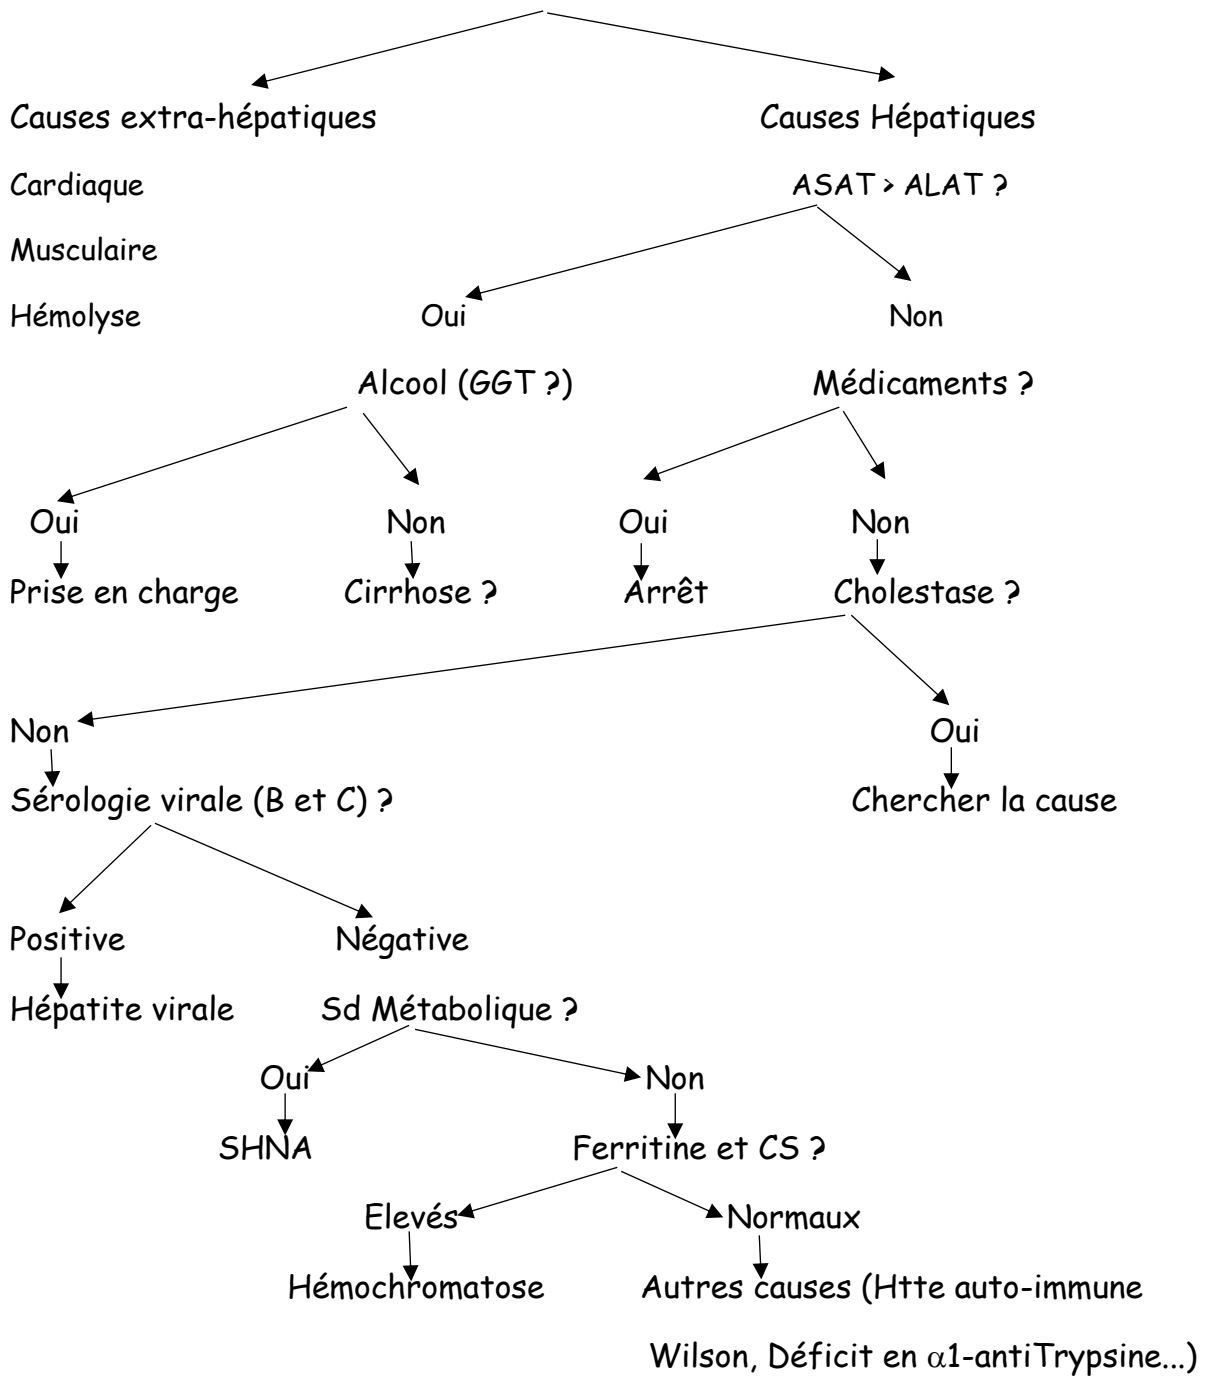 Causes extra-hépatiques Causes Hépatiques
Cardiaque ASAT > ALAT ?
Musculaire
Hémolyse Oui Non
Alcool (GGT ?) Médicaments ?
Oui Non Oui Non
Prise en charge Cirrhose ? Arrêt Cholestase ?
Non Oui
Sérologie virale (B et C) ? Chercher la cause
Positive Négative
Hépatite virale Sd Métabolique ?
Oui Non
SHNA Ferritine et CS ?
Elevés Normaux
Hémochromatose Autres causes (Htte auto-immune
Wilson, Déficit en α1-antiTrypsine...)